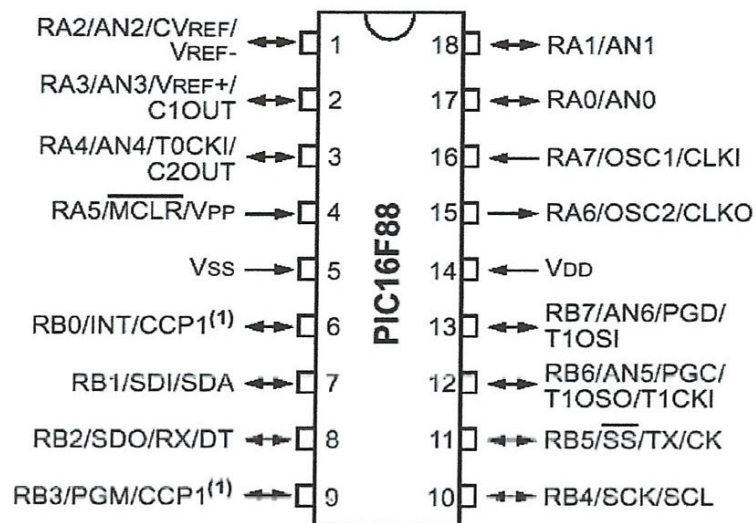 RA2/AN2/CVREF/
VREF-
1
RA3/AN3/VREF+/
C1OUT
2
RA4/AN4/T0CKI/
C2OUT
3
RA5/MCLR/VPP
4
VSS
5
RB0/INT/CCP1(1)
6
RB1/SDI/SDA
7
RB2/SDO/RX/DT
8
RB3/PGM/CCP1(1)
9
PIC16F88
18
RA1/AN1
17
RA0/AN0
16
RA7/OSC1/CLKI
15
RA6/OSC2/CLKO
14
VDD
13
RB7/AN6/PGD/
T1OSI
12
RB6/AN5/PGC/
T1OSO/T1CKI
11
RB5/SS/TX/CK
10
RB4/SCK/SCL